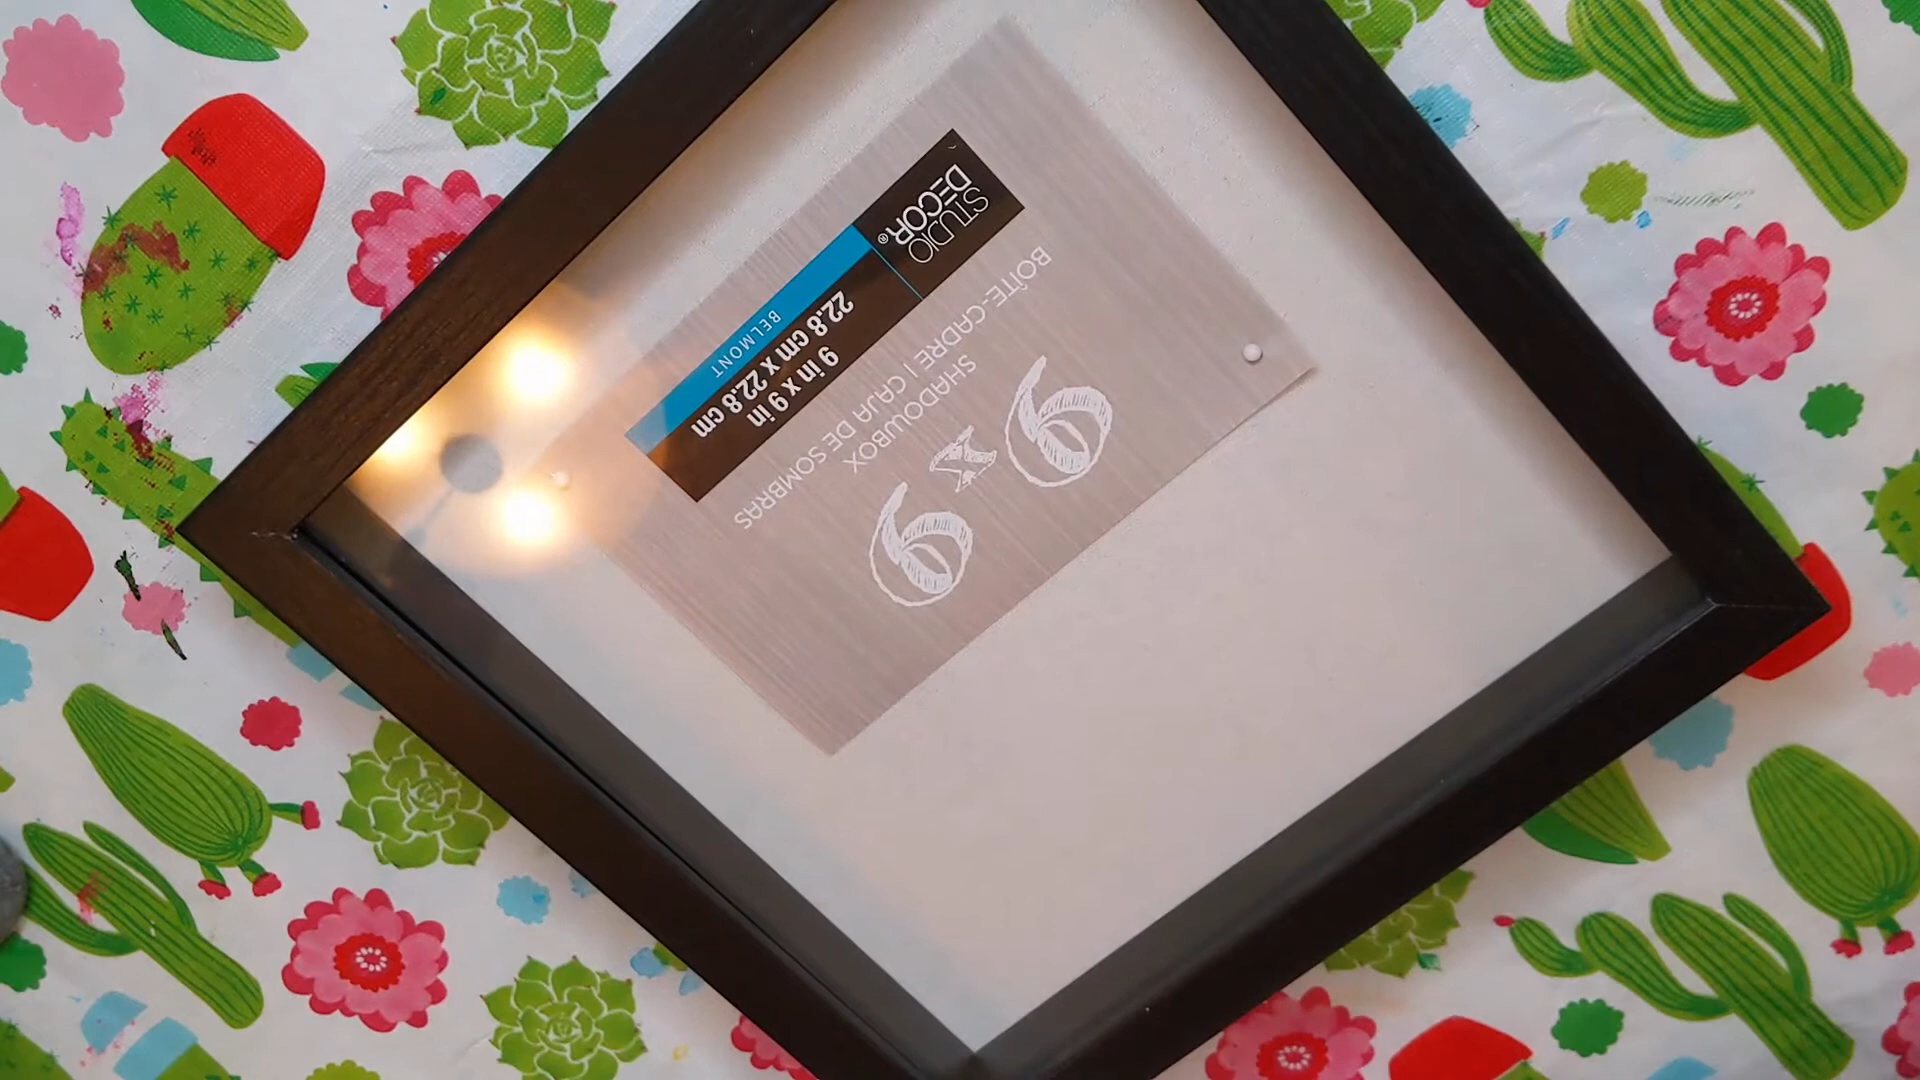 9 x 9
SHADOWBOX
BOÎTE-CADRE | CAJA DE SOMBRAS
STUDIO
DECOR®
9 in x 9 in
22.8 cm x 22.8 cm
BELMONT